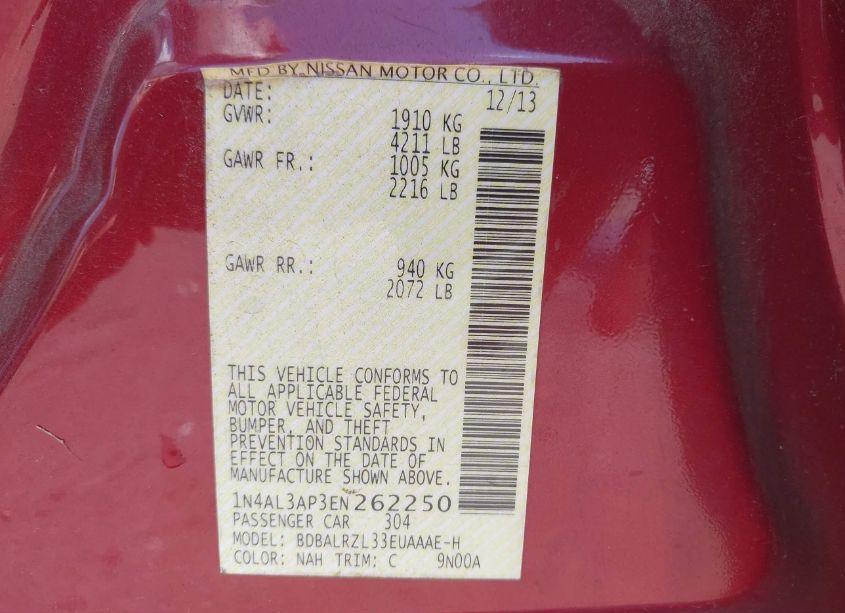 MFD BY NISSAN MOTOR CO., LTD.
DATE: 12/13
GVWR: 1910 KG
4211 LB
GAWR FR.: 1005 KG
2216 LB
GAWR RR.: 940 KG
2072 LB
THIS VEHICLE CONFORMS TO
ALL APPLICABLE FEDERAL
MOTOR VEHICLE SAFETY,
BUMPER, AND THEFT
PREVENTION STANDARDS IN
EFFECT ON THE DATE OF
MANUFACTURE SHOWN ABOVE.
1N4AL3AP3EN262250
PASSENGER CAR 304
MODEL: BDBALRZL33EUAAAE-H
COLOR: NAH TRIM: C 9N00A